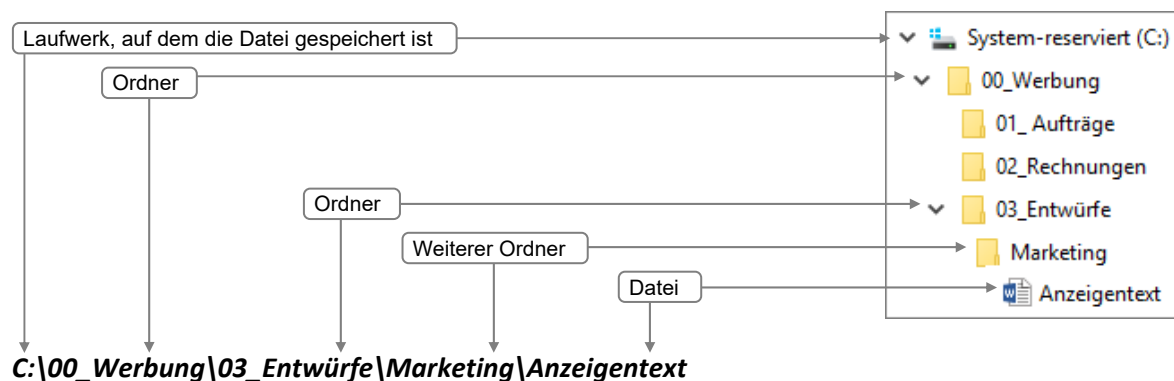 Laufwerk, auf dem die Datei gespeichert ist
System-reserviert (C:)
Ordner
00_Werbung
01_ Aufträge
02_Rechnungen
Ordner
03_Entwürfe
Weiterer Ordner
Marketing
Datei
Anzeigentext
C:\00_Werbung\03_Entwürfe\Marketing\Anzeigentext